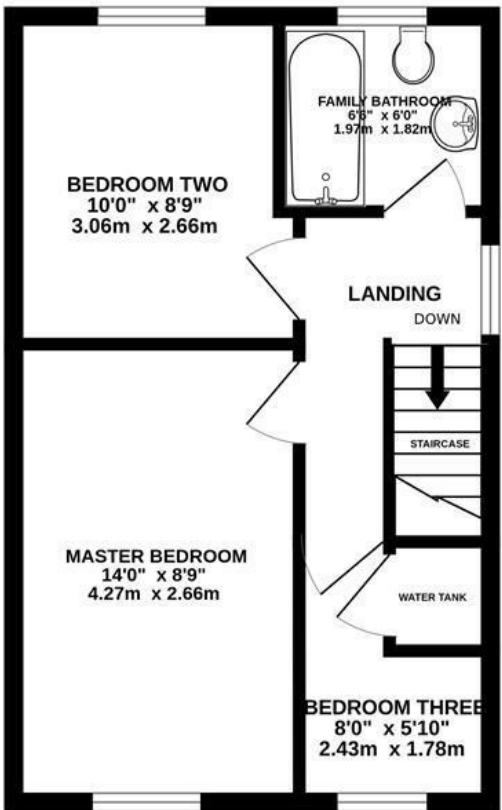 FAMILY BATHROOM
6'6" x 6'0"
1.97m x 1.82m
BEDROOM TWO
10'0" x 8'9"
3.06m x 2.66m
LANDING
DOWN
STAIRCASE
MASTER BEDROOM
14'0" x 8'9"
4.27m x 2.66m
WATER TANK
BEDROOM THREE
8'0" x 5'10"
2.43m x 1.78m